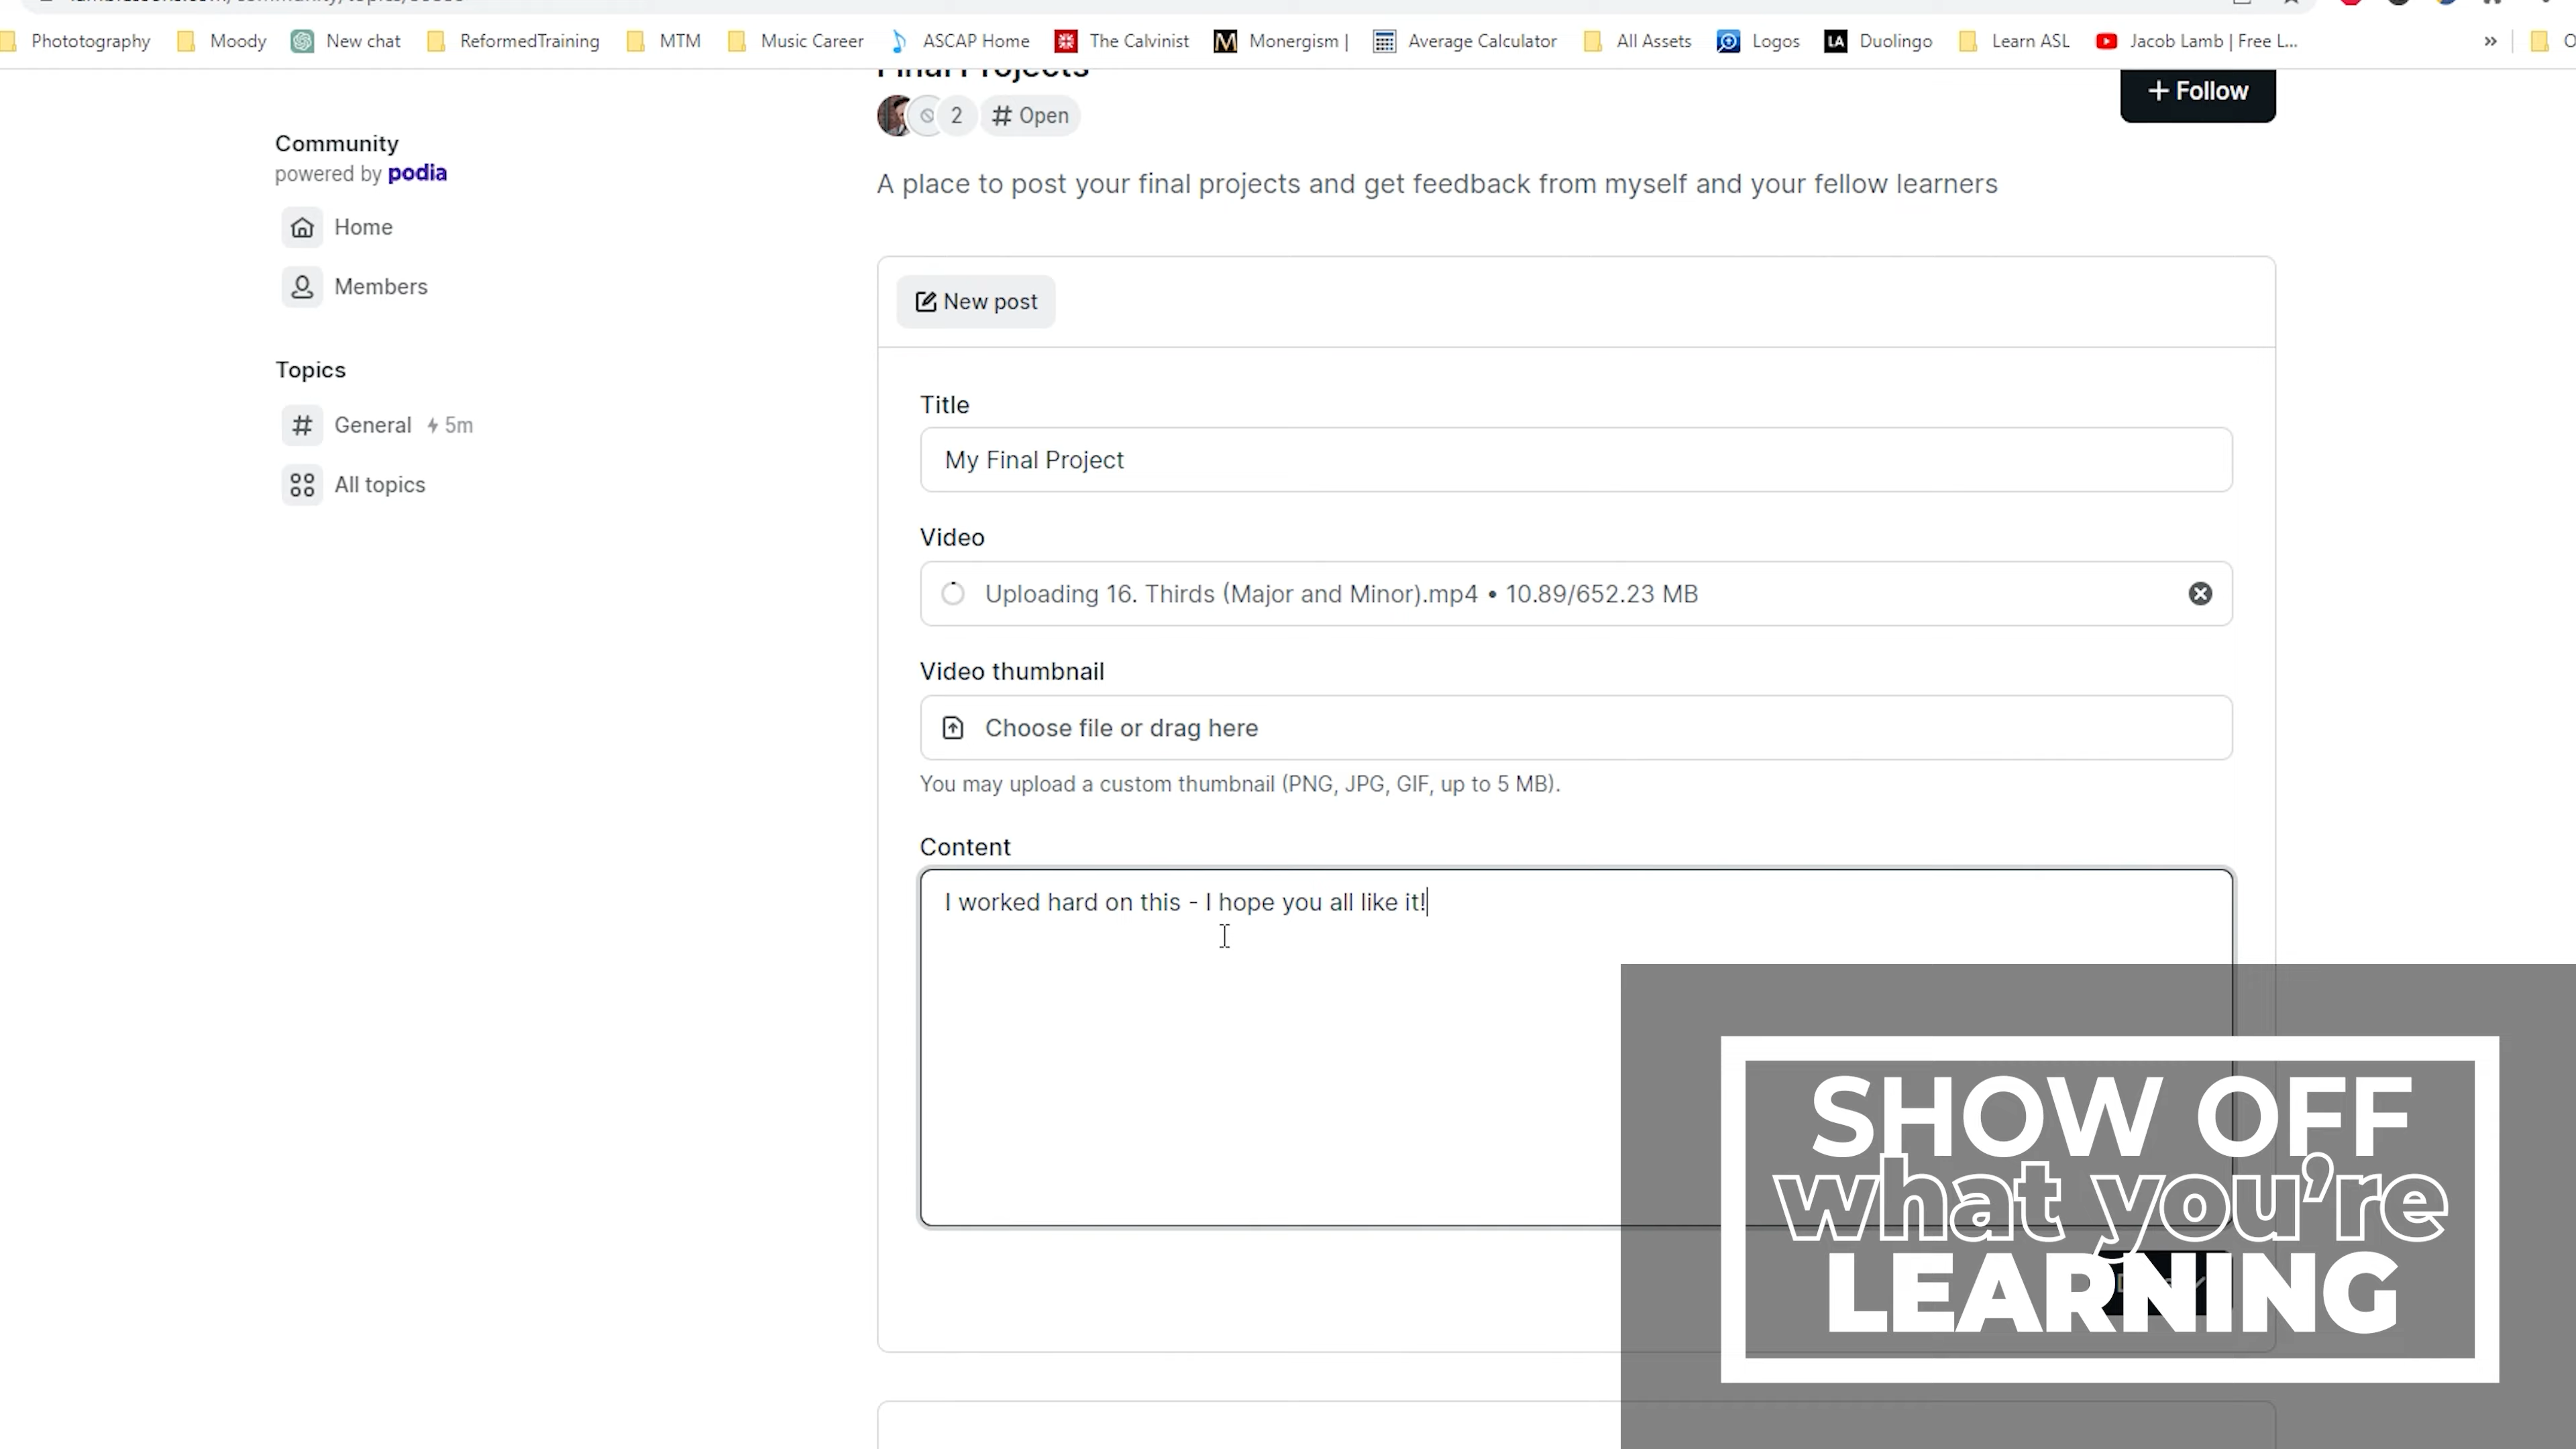 Phototography Moody New chat ReformedTraining MTM Music Career ASCAP Home The Calvinist Monergism | Average Calculator All Assets Logos Duolingo Learn ASL Jacob Lamb | Free L... »
Final Projects
2 # Open
+ Follow
A place to post your final projects and get feedback from myself and your fellow learners
Community
powered by podia
Home
Members
Topics
# General 5m
All topics
New post
Title
My Final Project
Video
Uploading 16. Thirds (Major and Minor).mp4 • 10.89/652.23 MB
Video thumbnail
Choose file or drag here
You may upload a custom thumbnail (PNG, JPG, GIF, up to 5 MB).
Content
I worked hard on this - I hope you all like it!
SHOW OFF
what you're
LEARNING